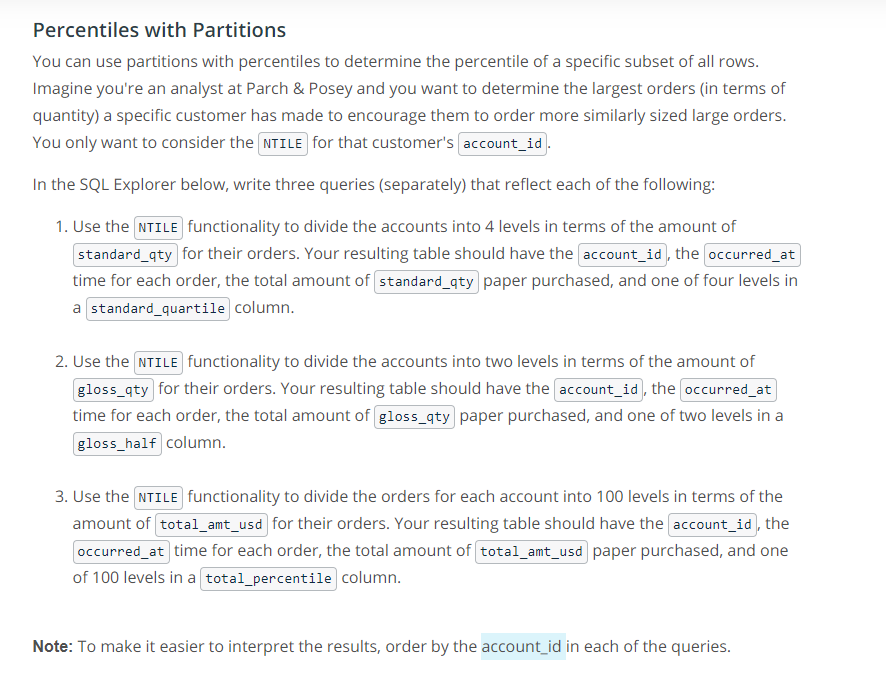 Percentiles with Partitions
You can use partitions with percentiles to determine the percentile of a specific subset of all rows.
Imagine you're an analyst at Parch & Posey and you want to determine the largest orders (in terms of
quantity) a specific customer has made to encourage them to order more similarly sized large orders.
You only want to consider the NTILE for that customer's account_id.
In the SQL Explorer below, write three queries (separately) that reflect each of the following:
1. Use the NTILE functionality to divide the accounts into 4 levels in terms of the amount of
standard_qty for their orders. Your resulting table should have the account_id, the occurred_at
time for each order, the total amount of standard_qty paper purchased, and one of four levels in
a standard_quartile column.
2. Use the NTILE functionality to divide the accounts into two levels in terms of the amount of
gloss_qty for their orders. Your resulting table should have the account_id, the occurred_at
time for each order, the total amount of gloss_qty paper purchased, and one of two levels in a
gloss_half column.
3. Use the NTILE functionality to divide the orders for each account into 100 levels in terms of the
amount of total_amt_usd for their orders. Your resulting table should have the account_id, the
occurred_at time for each order, the total amount of total_amt_usd paper purchased, and one
of 100 levels in a total_percentile column.
Note: To make it easier to interpret the results, order by the account_id in each of the queries.